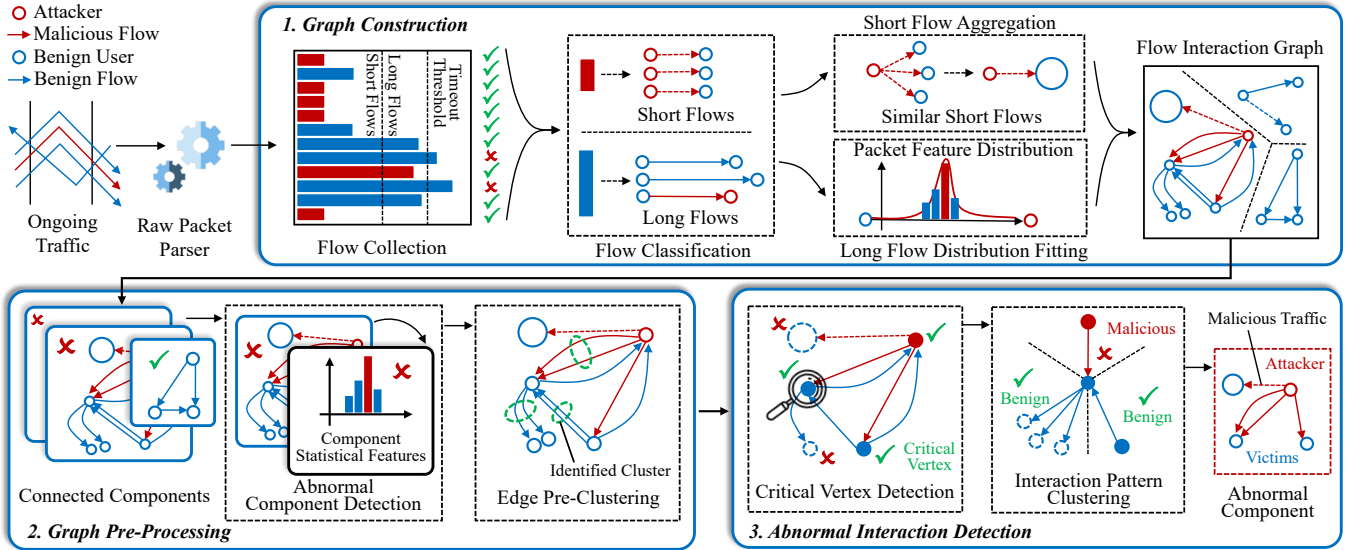 Attacker
Malicious Flow
Benign User
Benign Flow
Ongoing
Traffic
Raw Packet
Parser
1. Graph Construction
Short Flows
Long Flows
Timeout
Threshold
Flow Collection
Short Flows
Long Flows
Flow Classification
Short Flow Aggregation
Similar Short Flows
Packet Feature Distribution
Long Flow Distribution Fitting
Flow Interaction Graph
Connected Components
Component
Statistical Features
Abnormal
Component Detection
Identified Cluster
Edge Pre-Clustering
2. Graph Pre-Processing
Critical
Vertex
Critical Vertex Detection
Malicious
Benign
Benign
Interaction Pattern
Clustering
Malicious Traffic
Attacker
Victims
Abnormal
Component
3. Abnormal Interaction Detection